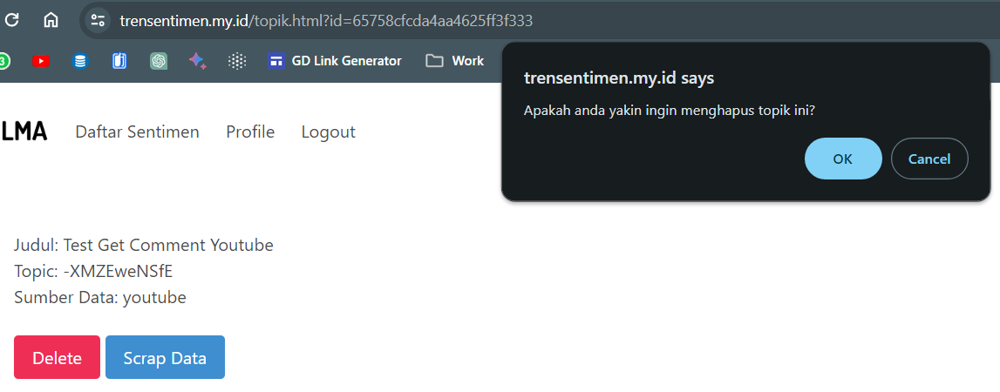 trensentimen.my.id/topik.html?id=65758cfcda4aa4625ff3f333
3
GD Link Generator
Work
trensentimen.my.id says
Apakah anda yakin ingin menghapus topik ini?
OK
Cancel
LMA
Daftar Sentimen
Profile
Logout
Judul: Test Get Comment Youtube
Topic: -XMZEweNSfE
Sumber Data: youtube
Delete
Scrap Data